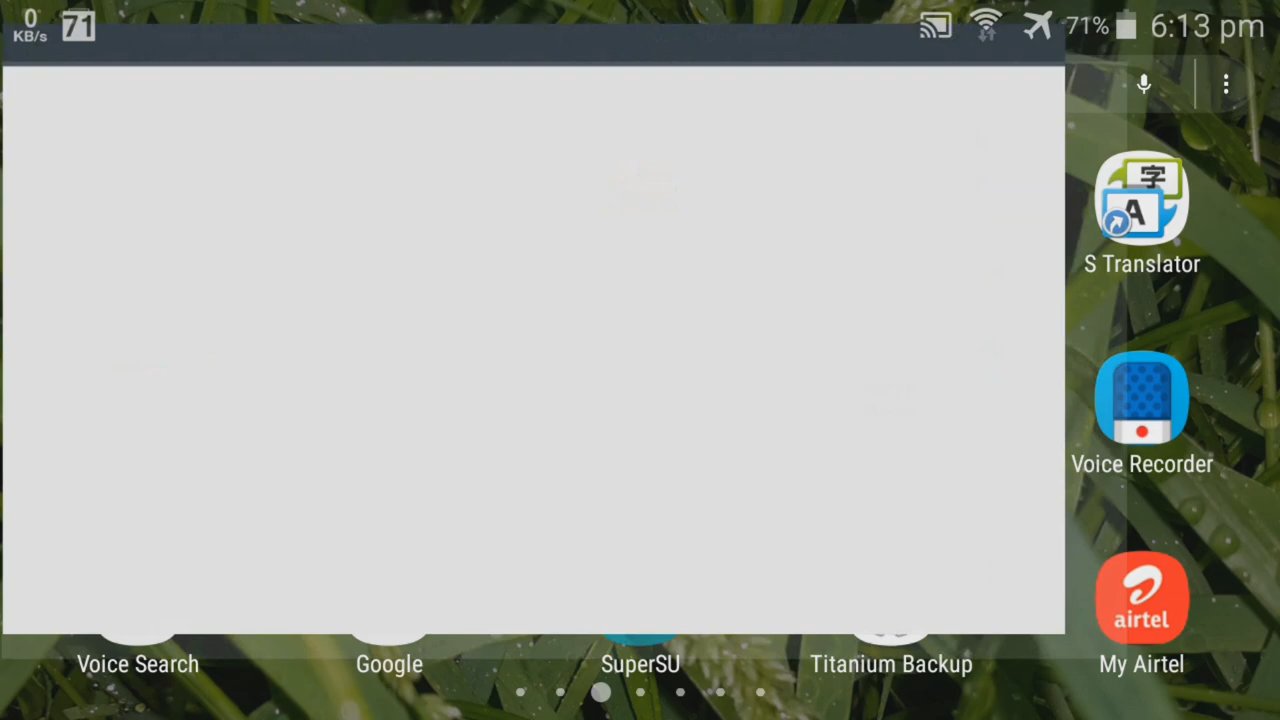 0
KB/s
71
71%
6:13 pm
字
A
S Translator
Voice Recorder
airtel
Voice Search
Google
SuperSU
Titanium Backup
My Airtel